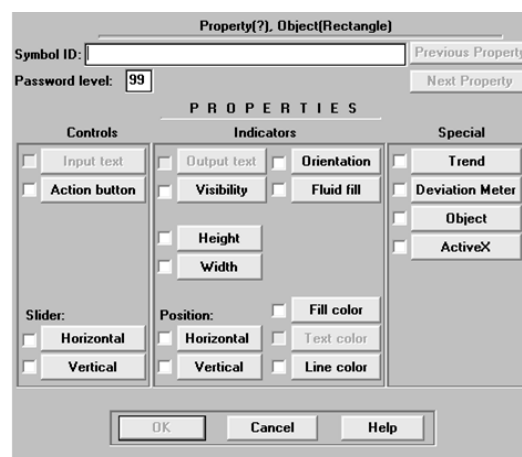 Property(?), Object(Rectangle)
Symbol ID: Previous Property
Password level: 99 Next Property
P R O P E R T I E S
Controls Indicators Special
Input text Output text Orientation Trend
Action button Visibility Fluid fill Deviation Meter
Object
Height ActiveX
Width
Slider: Position: Fill color
Horizontal Horizontal Text color
Vertical Vertical Line color
OK Cancel Help